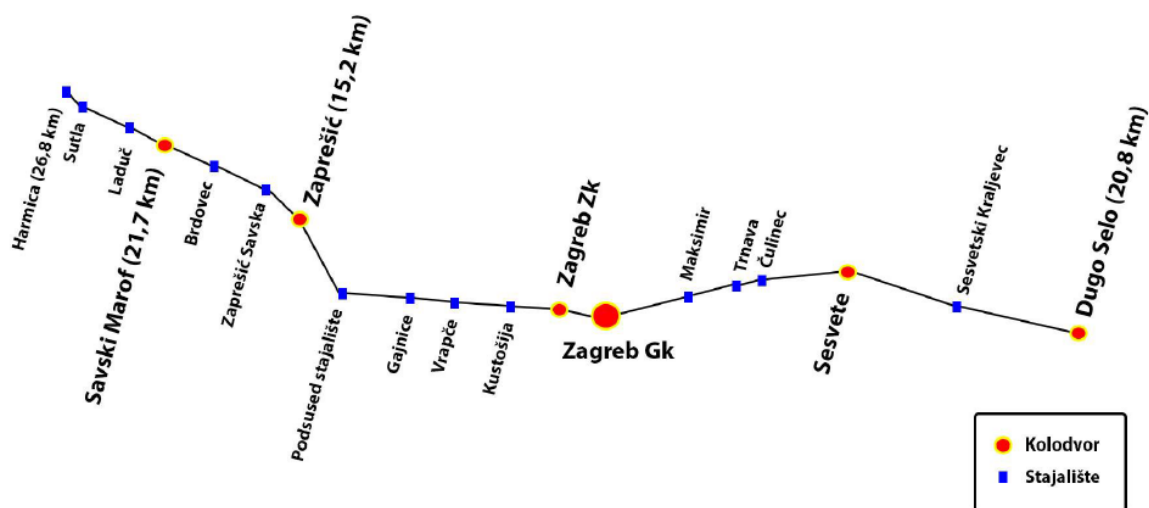 Harmica (26,8 km)
Sutla
Laduč
Savski Marof (21,7 km)
Brdovec
Zaprešić Savska
Zaprešić (15,2 km)
Podsused stajalište
Gajnice
Vrapče
Kustošija
Zagreb Zk
Zagreb Gk
Maksimir
Trnava
Čulinec
Sesvete
Sesvetski Kraljevec
Dugo Selo (20,8 km)
Kolodvor
Stajalište